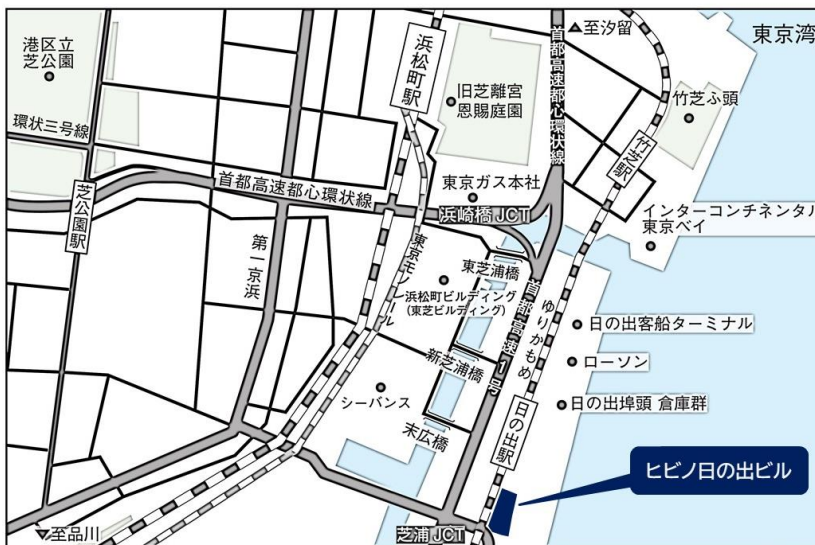 港区立
芝公園
環状三号線
芝公園駅
首都高速都心環状線
第一京浜
浜松町駅
旧芝離宮
恩賜庭園
東京ガス本社
浜崎橋JCT
首都高速都心環状線
至汐留
東京湾
竹芝ふ頭
竹芝駅
インターコンチネンタル
東京ベイ
東京モノレール
東芝浦橋
浜松町ビルディング
(東芝ビルディング)
首都高速1号
ゆりかもめ
日の出客船ターミナル
新芝浦橋
ローソン
シーバンス
日の出埠頭 倉庫群
末広橋
日の出駅
ヒビノ日の出ビル
至品川
芝浦JCT